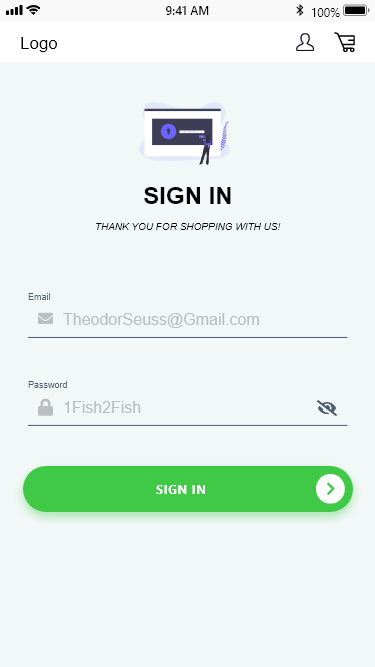 9:41 AM 100%
Logo
SIGN IN
THANK YOU FOR SHOPPING WITH US!
Email
TheodorSeuss@Gmail.com
Password
1Fish2Fish
SIGN IN